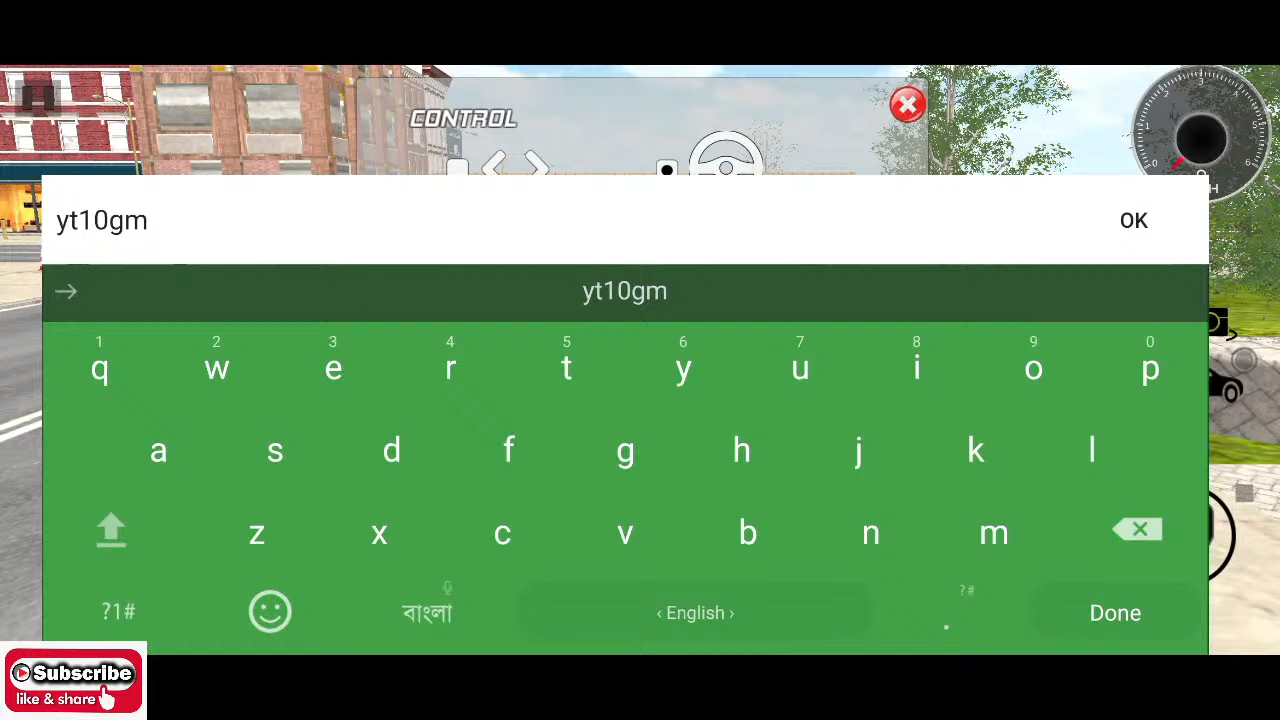 CONTROL
yt10gm
OK
yt10gm
1 2 3 4 5 6 7 8 9 0
q w e r t y u i o p
a s d f g h j k l
z x c v b n m
?1# বাংলা ‹ English › . ?# Done
Subscribe
like & share